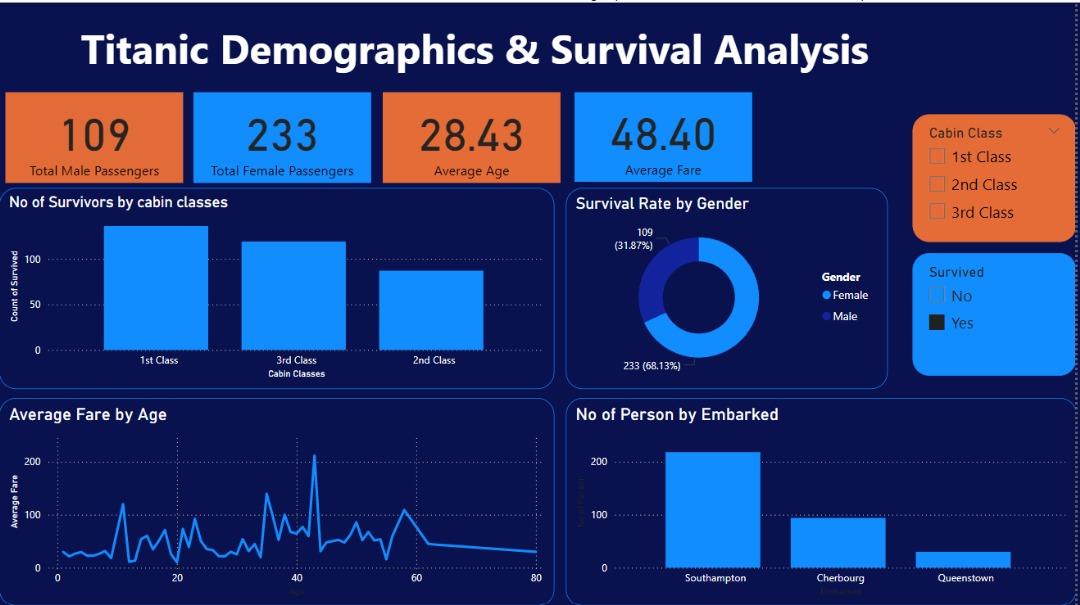 Titanic Demographics & Survival Analysis
109
Total Male Passengers
233
Total Female Passengers
28.43
Average Age
48.40
Average Fare
Cabin Class
1st Class
2nd Class
3rd Class
Survived
No
Yes
No of Survivors by cabin classes
Count of Survived
100
50
0
1st Class
3rd Class
2nd Class
Cabin Classes
Survival Rate by Gender
109
(31.87%)
233 (68.13%)
Gender
Female
Male
Average Fare by Age
Average Fare
200
100
0
0
20
40
60
80
Age
No of Person by Embarked
200
100
0
Southampton
Cherbourg
Queenstown
Embarked